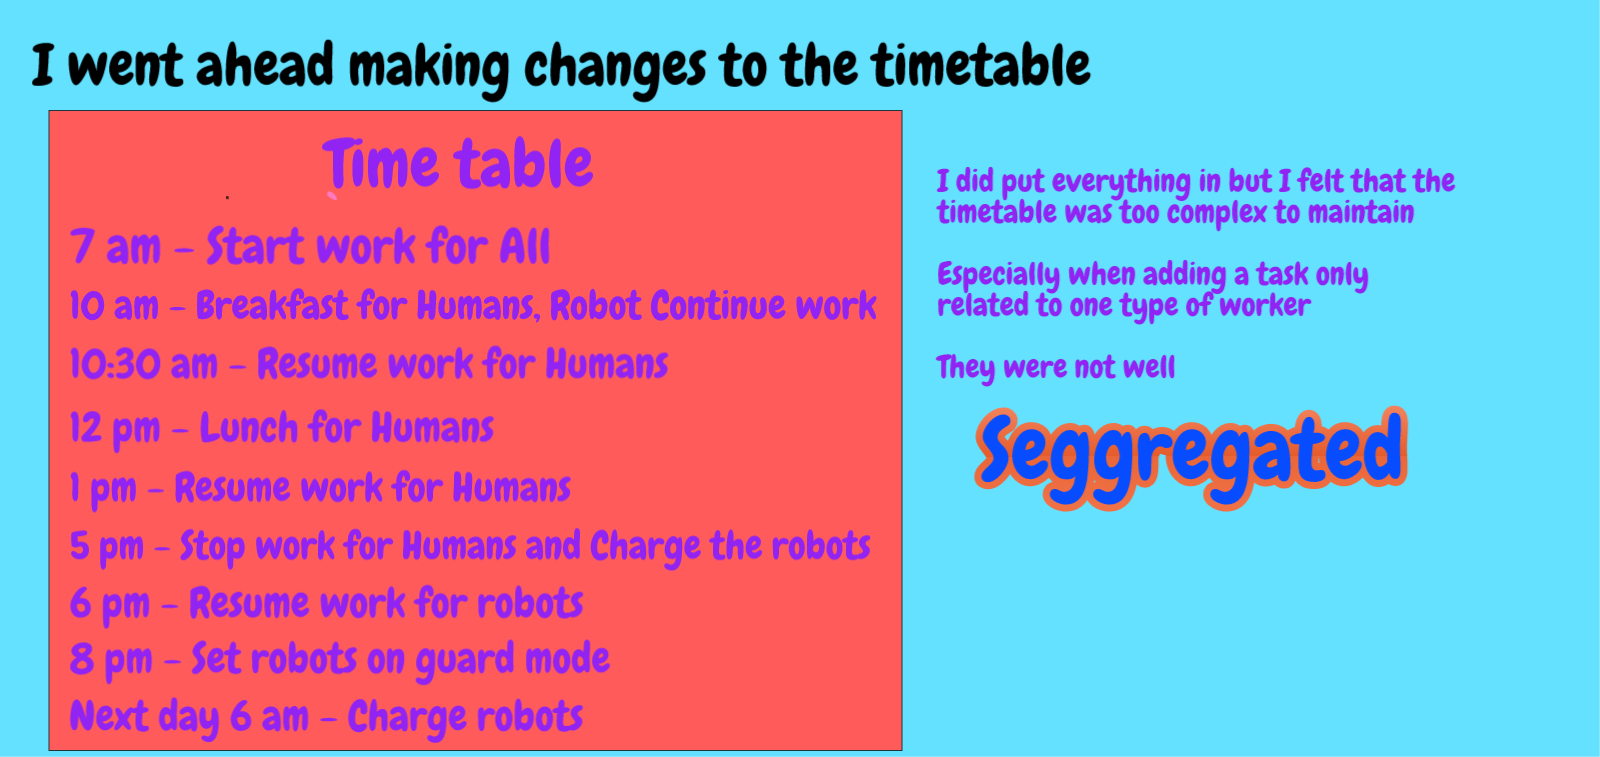 I went ahead making changes to the timetable
Time table
7 am - Start work for All
10 am - Breakfast for Humans, Robot Continue work
10:30 am - Resume work for Humans
12 pm - Lunch for Humans
1 pm - Resume work for Humans
5 pm - Stop work for Humans and Charge the robots
6 pm - Resume work for robots
8 pm - Set robots on guard mode
Next day 6 am - Charge robots
I did put everything in but I felt that the
timetable was too complex to maintain
Especially when adding a task only
related to one type of worker
They were not well
Seggregated